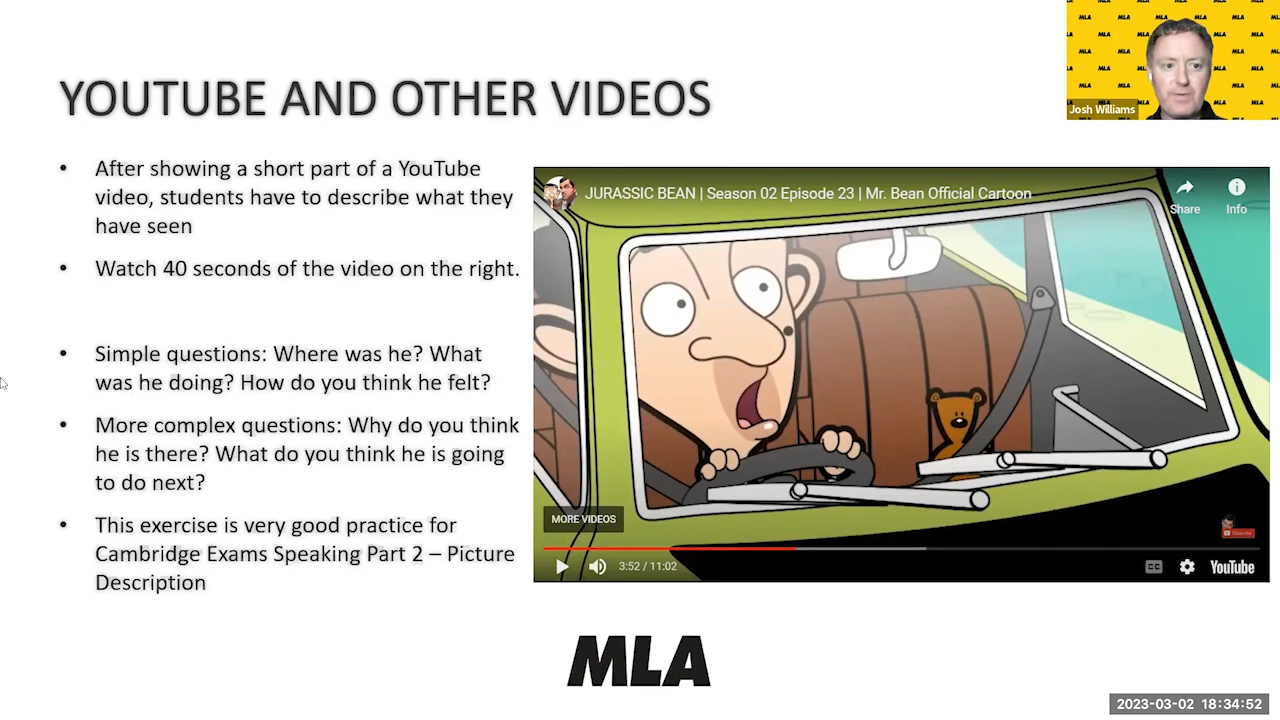 YOUTUBE AND OTHER VIDEOS
Josh Williams
• After showing a short part of a YouTube
video, students have to describe what they
have seen
• Watch 40 seconds of the video on the right.
• Simple questions: Where was he? What
was he doing? How do you think he felt?
• More complex questions: Why do you think
he is there? What do you think he is going
to do next?
• This exercise is very good practice for
Cambridge Exams Speaking Part 2 – Picture
Description
JURASSIC BEAN | Season 02 Episode 23 | Mr. Bean Official Cartoon
Share
Info
MORE VIDEOS
3:52 / 11:02
CC
YouTube
MLA
2023-03-02 18:34:52